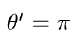 θ′ = π